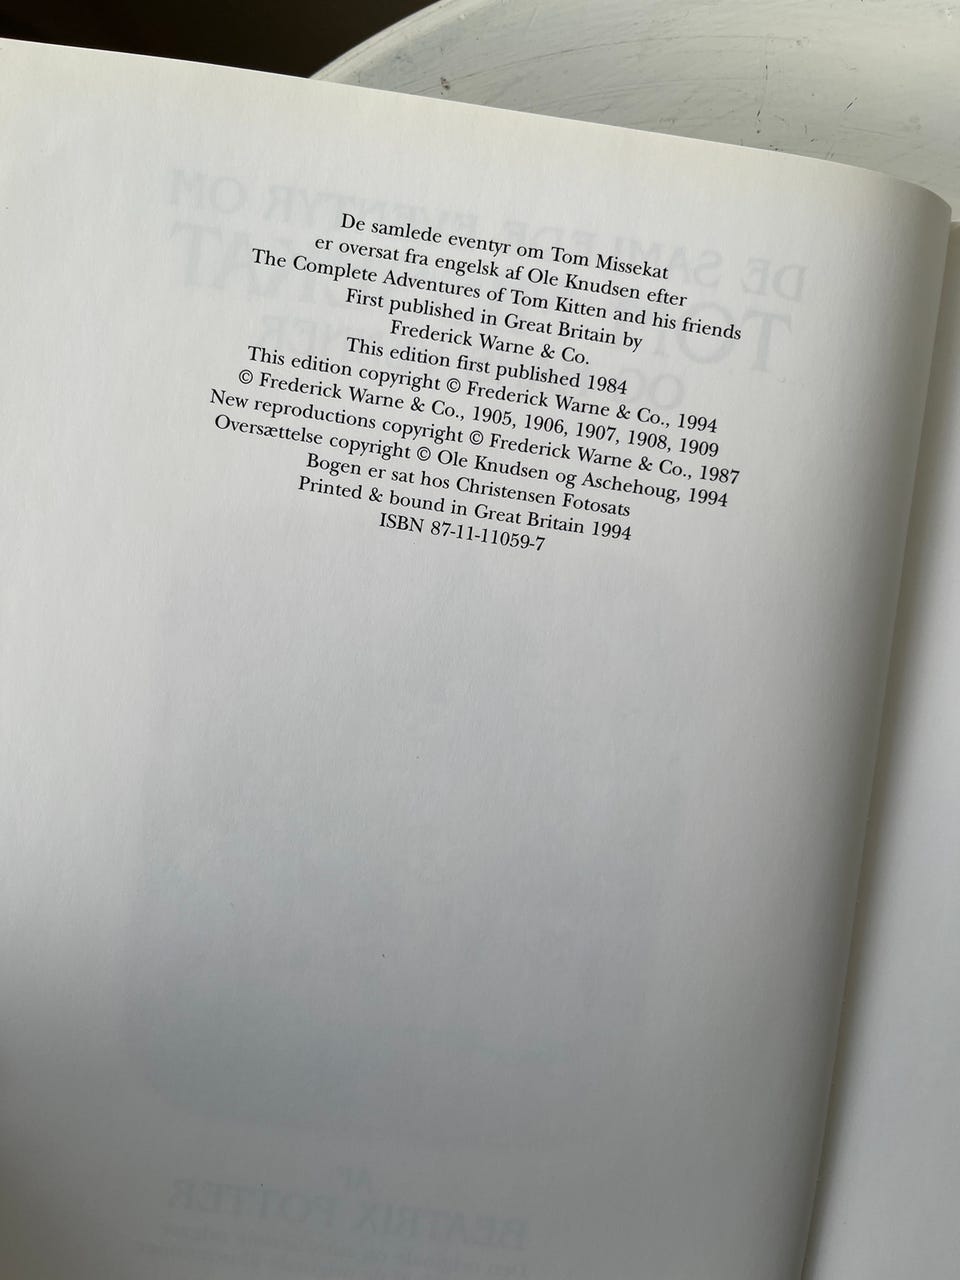 De samlede eventyr om Tom Missekat
er oversat fra engelsk af Ole Knudsen efter
The Complete Adventures of Tom Kitten and his friends
First published in Great Britain by
Frederick Warne & Co.
This edition first published 1984
This edition copyright © Frederick Warne & Co., 1994
© Frederick Warne & Co., 1905, 1906, 1907, 1908, 1909
New reproductions copyright © Frederick Warne & Co., 1987
Oversættelse copyright © Ole Knudsen og Aschehoug, 1994
Bogen er sat hos Christensen Fotosats
Printed & bound in Great Britain 1994
ISBN 87-11-11059-7
AF
BEATRIX POTTER